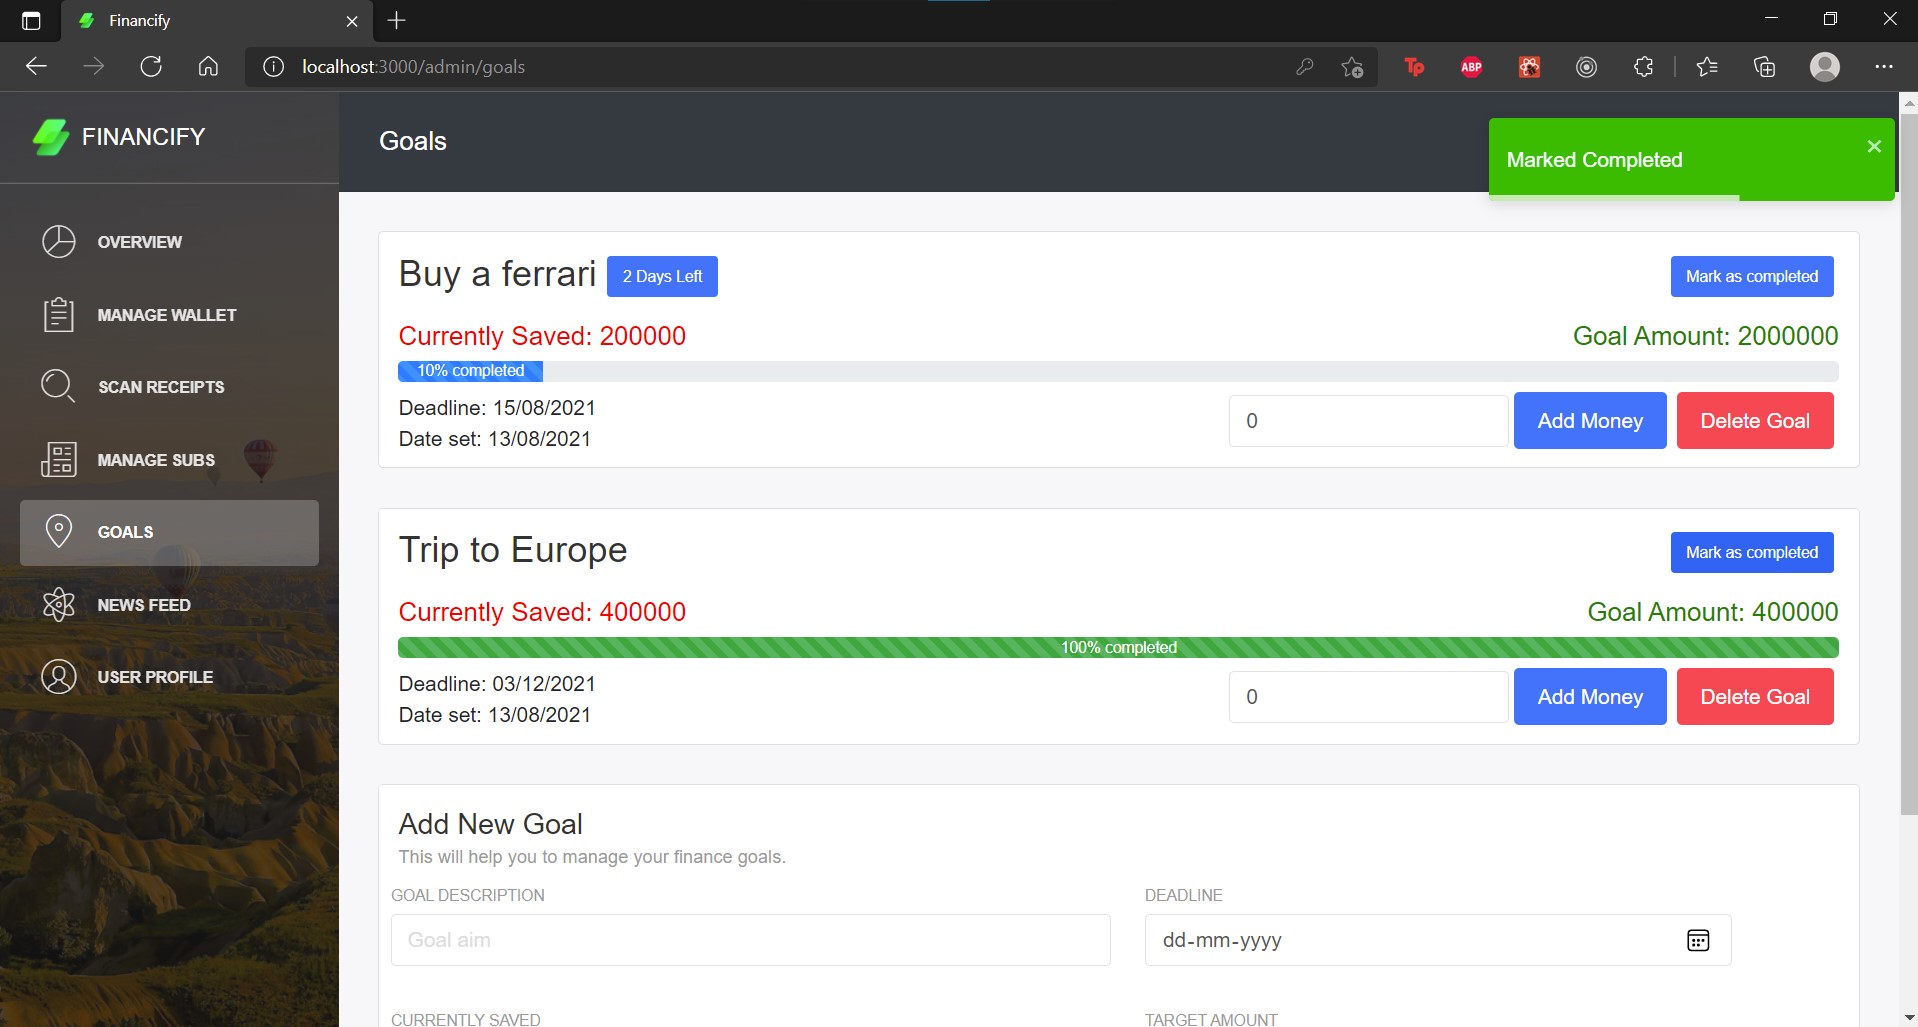 Financify
localhost:3000/admin/goals
Tp
ABP
FINANCIFY
OVERVIEW
MANAGE WALLET
SCAN RECEIPTS
MANAGE SUBS
GOALS
NEWS FEED
USER PROFILE
Goals
Marked Completed
Buy a ferrari 2 Days Left Mark as completed
Currently Saved: 200000 Goal Amount: 2000000
10% completed
Deadline: 15/08/2021
Date set: 13/08/2021
0 Add Money Delete Goal
Trip to Europe Mark as completed
Currently Saved: 400000 Goal Amount: 400000
100% completed
Deadline: 03/12/2021
Date set: 13/08/2021
0 Add Money Delete Goal
Add New Goal
This will help you to manage your finance goals.
GOAL DESCRIPTION DEADLINE
Goal aim dd-mm-yyyy
CURRENTLY SAVED TARGET AMOUNT